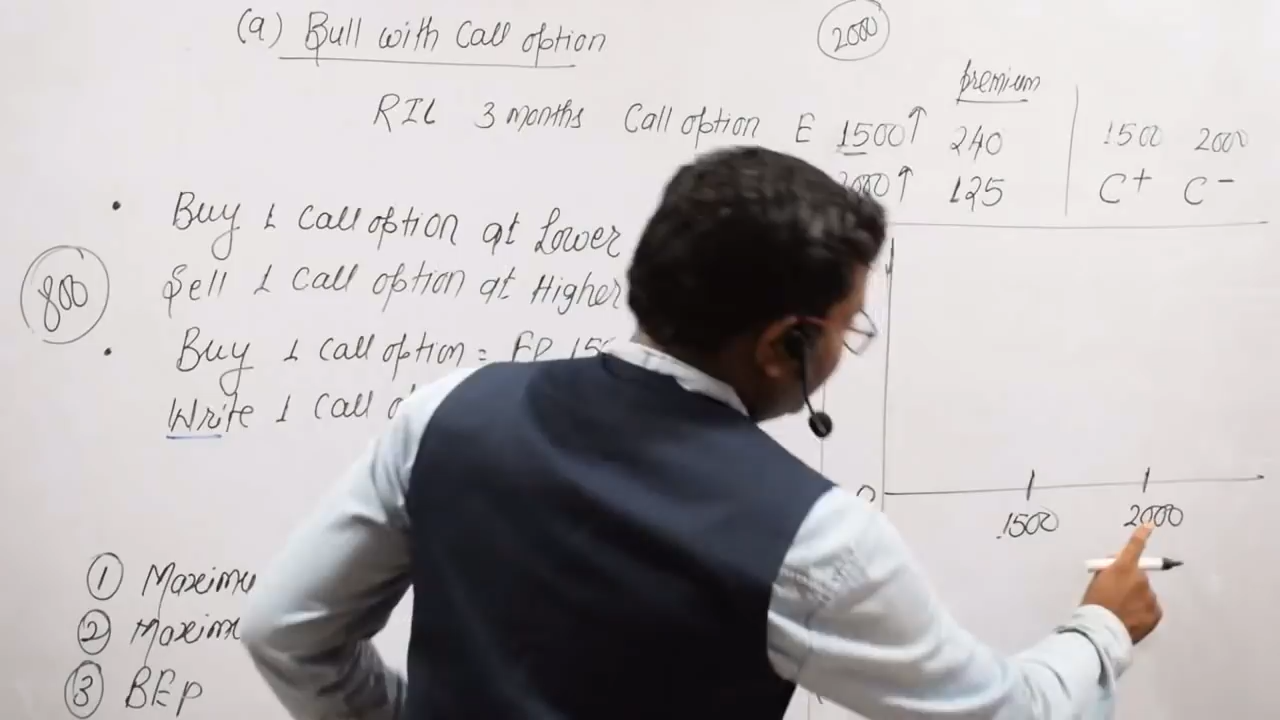 (a) Bull with Call option
2000
premium
RIL 3 months Call option E 1500↑ 240
2000↑ 125
1500 2000
C+ C-
• Buy 1 Call option at Lower
Sell 1 Call option at Higher
800
• Buy 1 Call option = EP
Write 1 Call
0
1500 2000
①
②
③ BEP